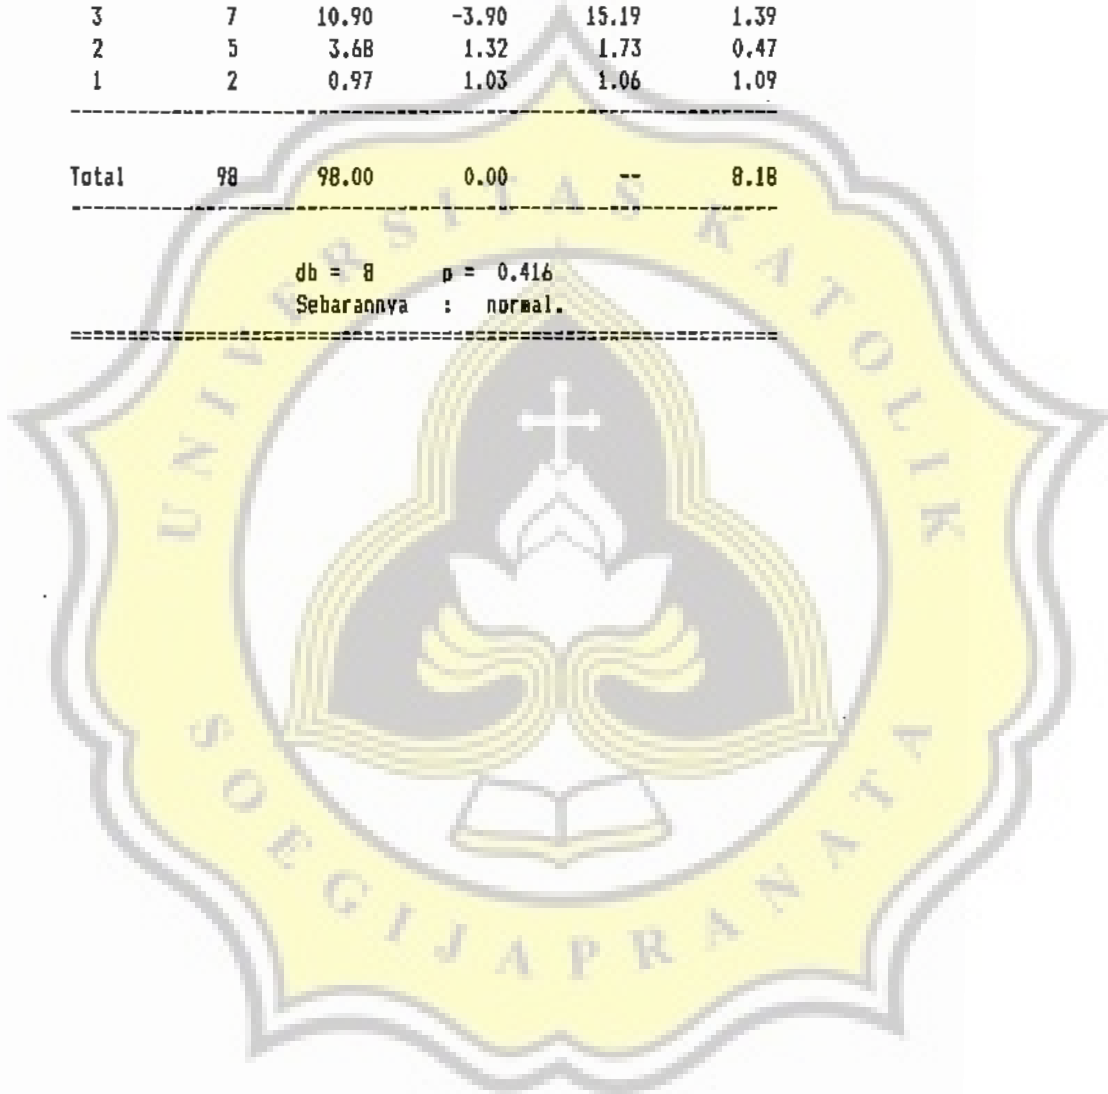 3 7 10.90 -3.90 15.19 1.39
2 5 3.68 1.32 1.73 0.47
1 2 0.97 1.03 1.06 1.09
Total 98 98.00 0.00 -- 8.18
db = 8 p = 0.416
Sebarannya : normal.
UNIVERSITAS KATOLIK
SOEGIJAPRANATA